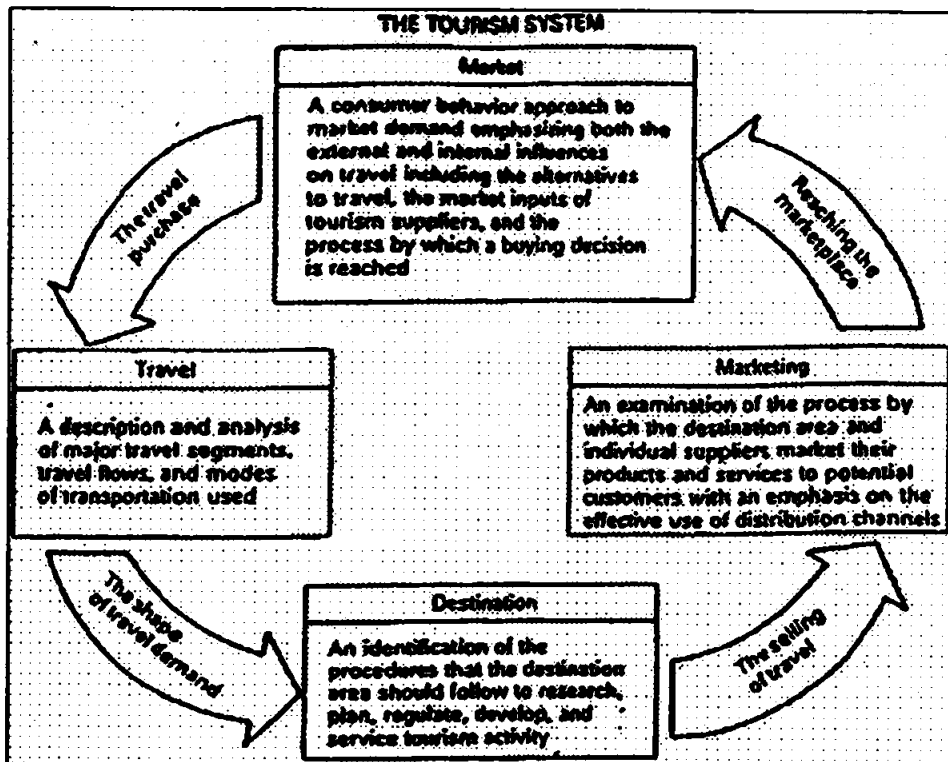 THE TOURISM SYSTEM
Market
A consumer behavior approach to
market demand emphasizing both the
external and internal influences
on travel including the alternatives
to travel, the market inputs of
tourism suppliers, and the
process by which a buying decision
is reached
The travel
purchase
Reaching the
marketplace
Travel
A description and analysis
of major travel segments,
travel flows, and modes
of transportation used
Marketing
An examination of the process by
which the destination area and
individual suppliers market their
products and services to potential
customers with an emphasis on the
effective use of distribution channels
The shape
of travel demand
Destination
An identification of the
procedures that the destination
area should follow to research,
plan, regulate, develop, and
service tourism activity
The selling
of travel